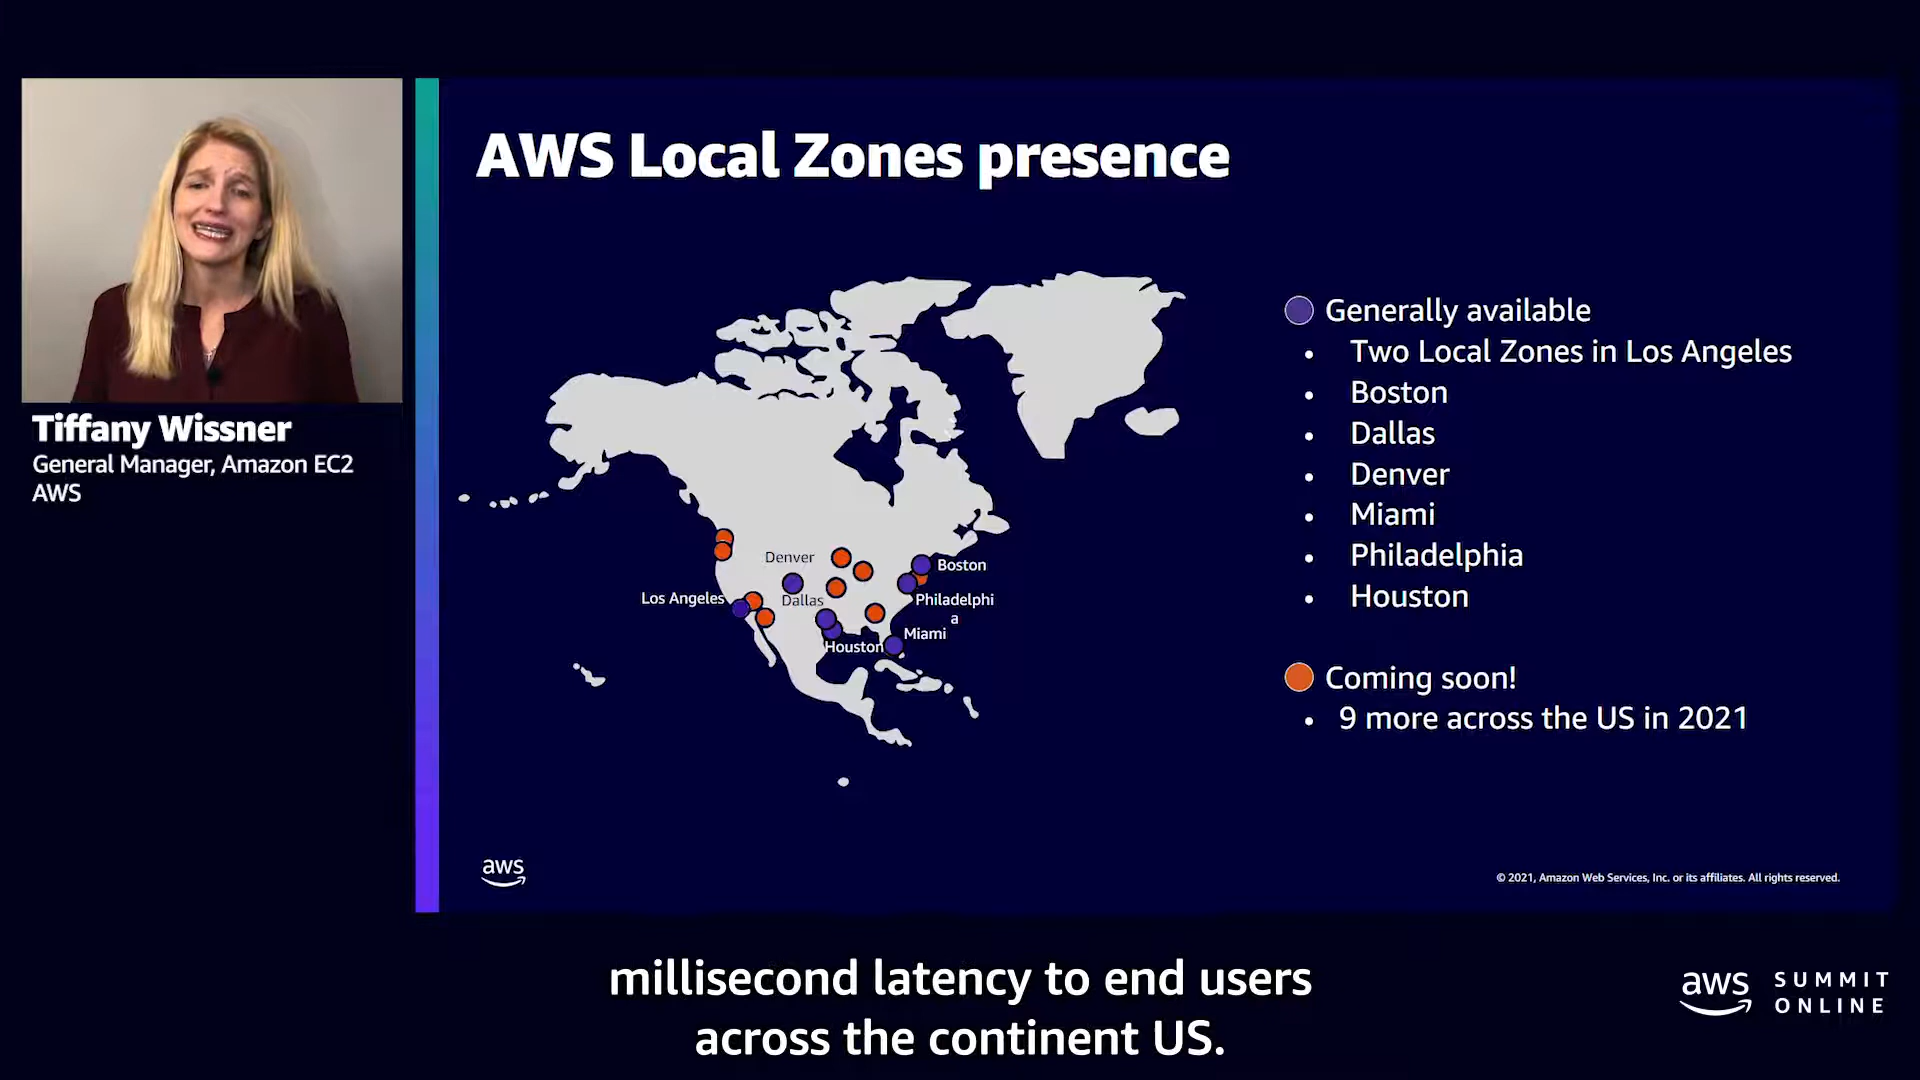 AWS Local Zones presence
Tiffany Wissner
General Manager, Amazon EC2
AWS
Denver
Boston
Los Angeles
Dallas
Philadelphi
a
Miami
Houston
Generally available
• Two Local Zones in Los Angeles
• Boston
• Dallas
• Denver
• Miami
• Philadelphia
• Houston
Coming soon!
• 9 more across the US in 2021
aws
© 2021, Amazon Web Services, Inc. or its affiliates. All rights reserved.
millisecond latency to end users
across the continent US.
aws SUMMIT
ONLINE